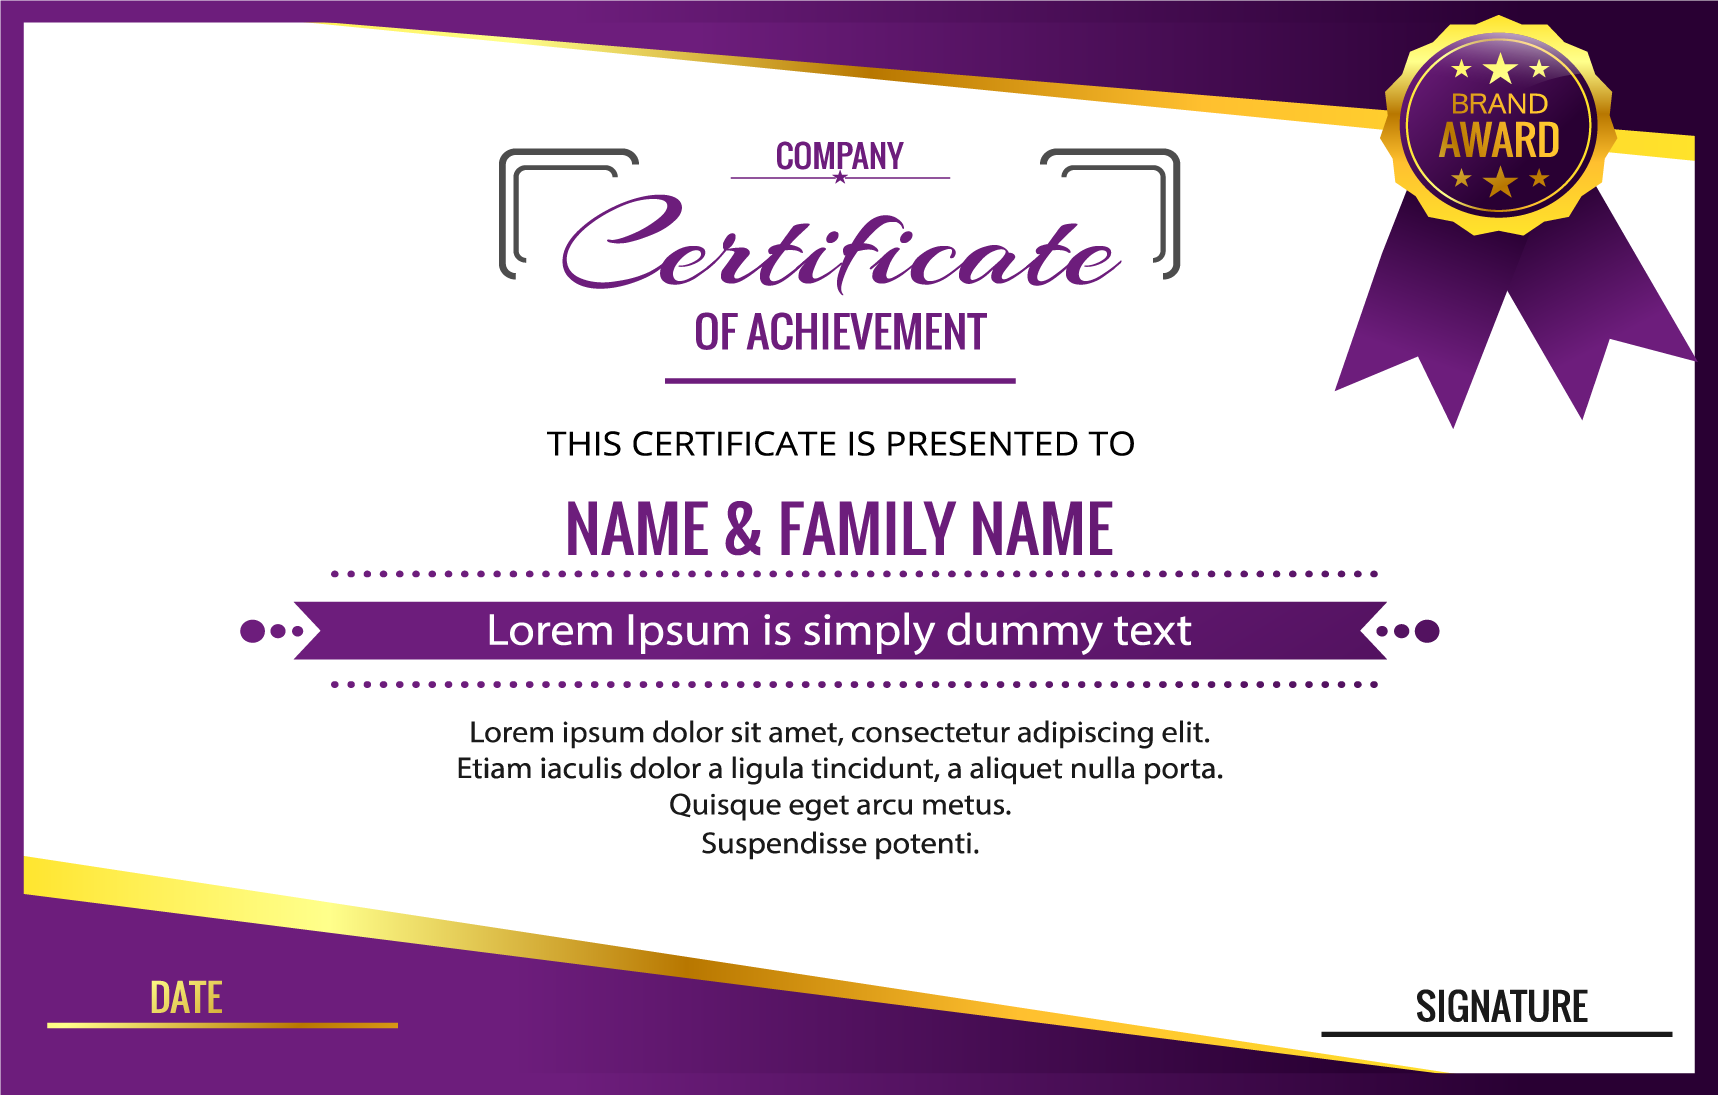 BRAND
AWARD
COMPANY
Certificate
OF ACHIEVEMENT
THIS CERTIFICATE IS PRESENTED TO
NAME & FAMILY NAME
Lorem Ipsum is simply dummy text
Lorem ipsum dolor sit amet, consectetur adipiscing elit.
Etiam iaculis dolor a ligula tincidunt, a aliquet nulla porta.
Quisque eget arcu metus.
Suspendisse potenti.
DATE
SIGNATURE